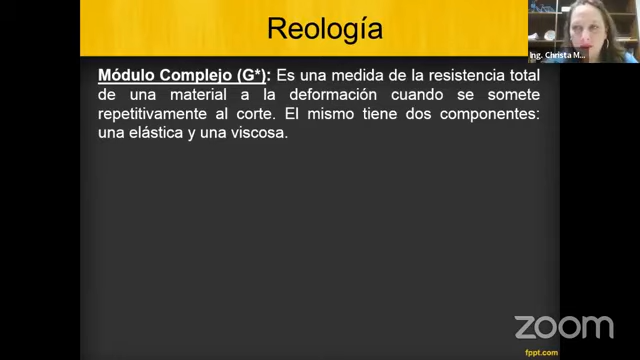 Reología
Ing. Christa M...
Módulo Complejo (G*): Es una medida de la resistencia total
de una material a la deformación cuando se somete
repetitivamente al corte. El mismo tiene dos componentes:
una elástica y una viscosa.
zoom
fppt.com